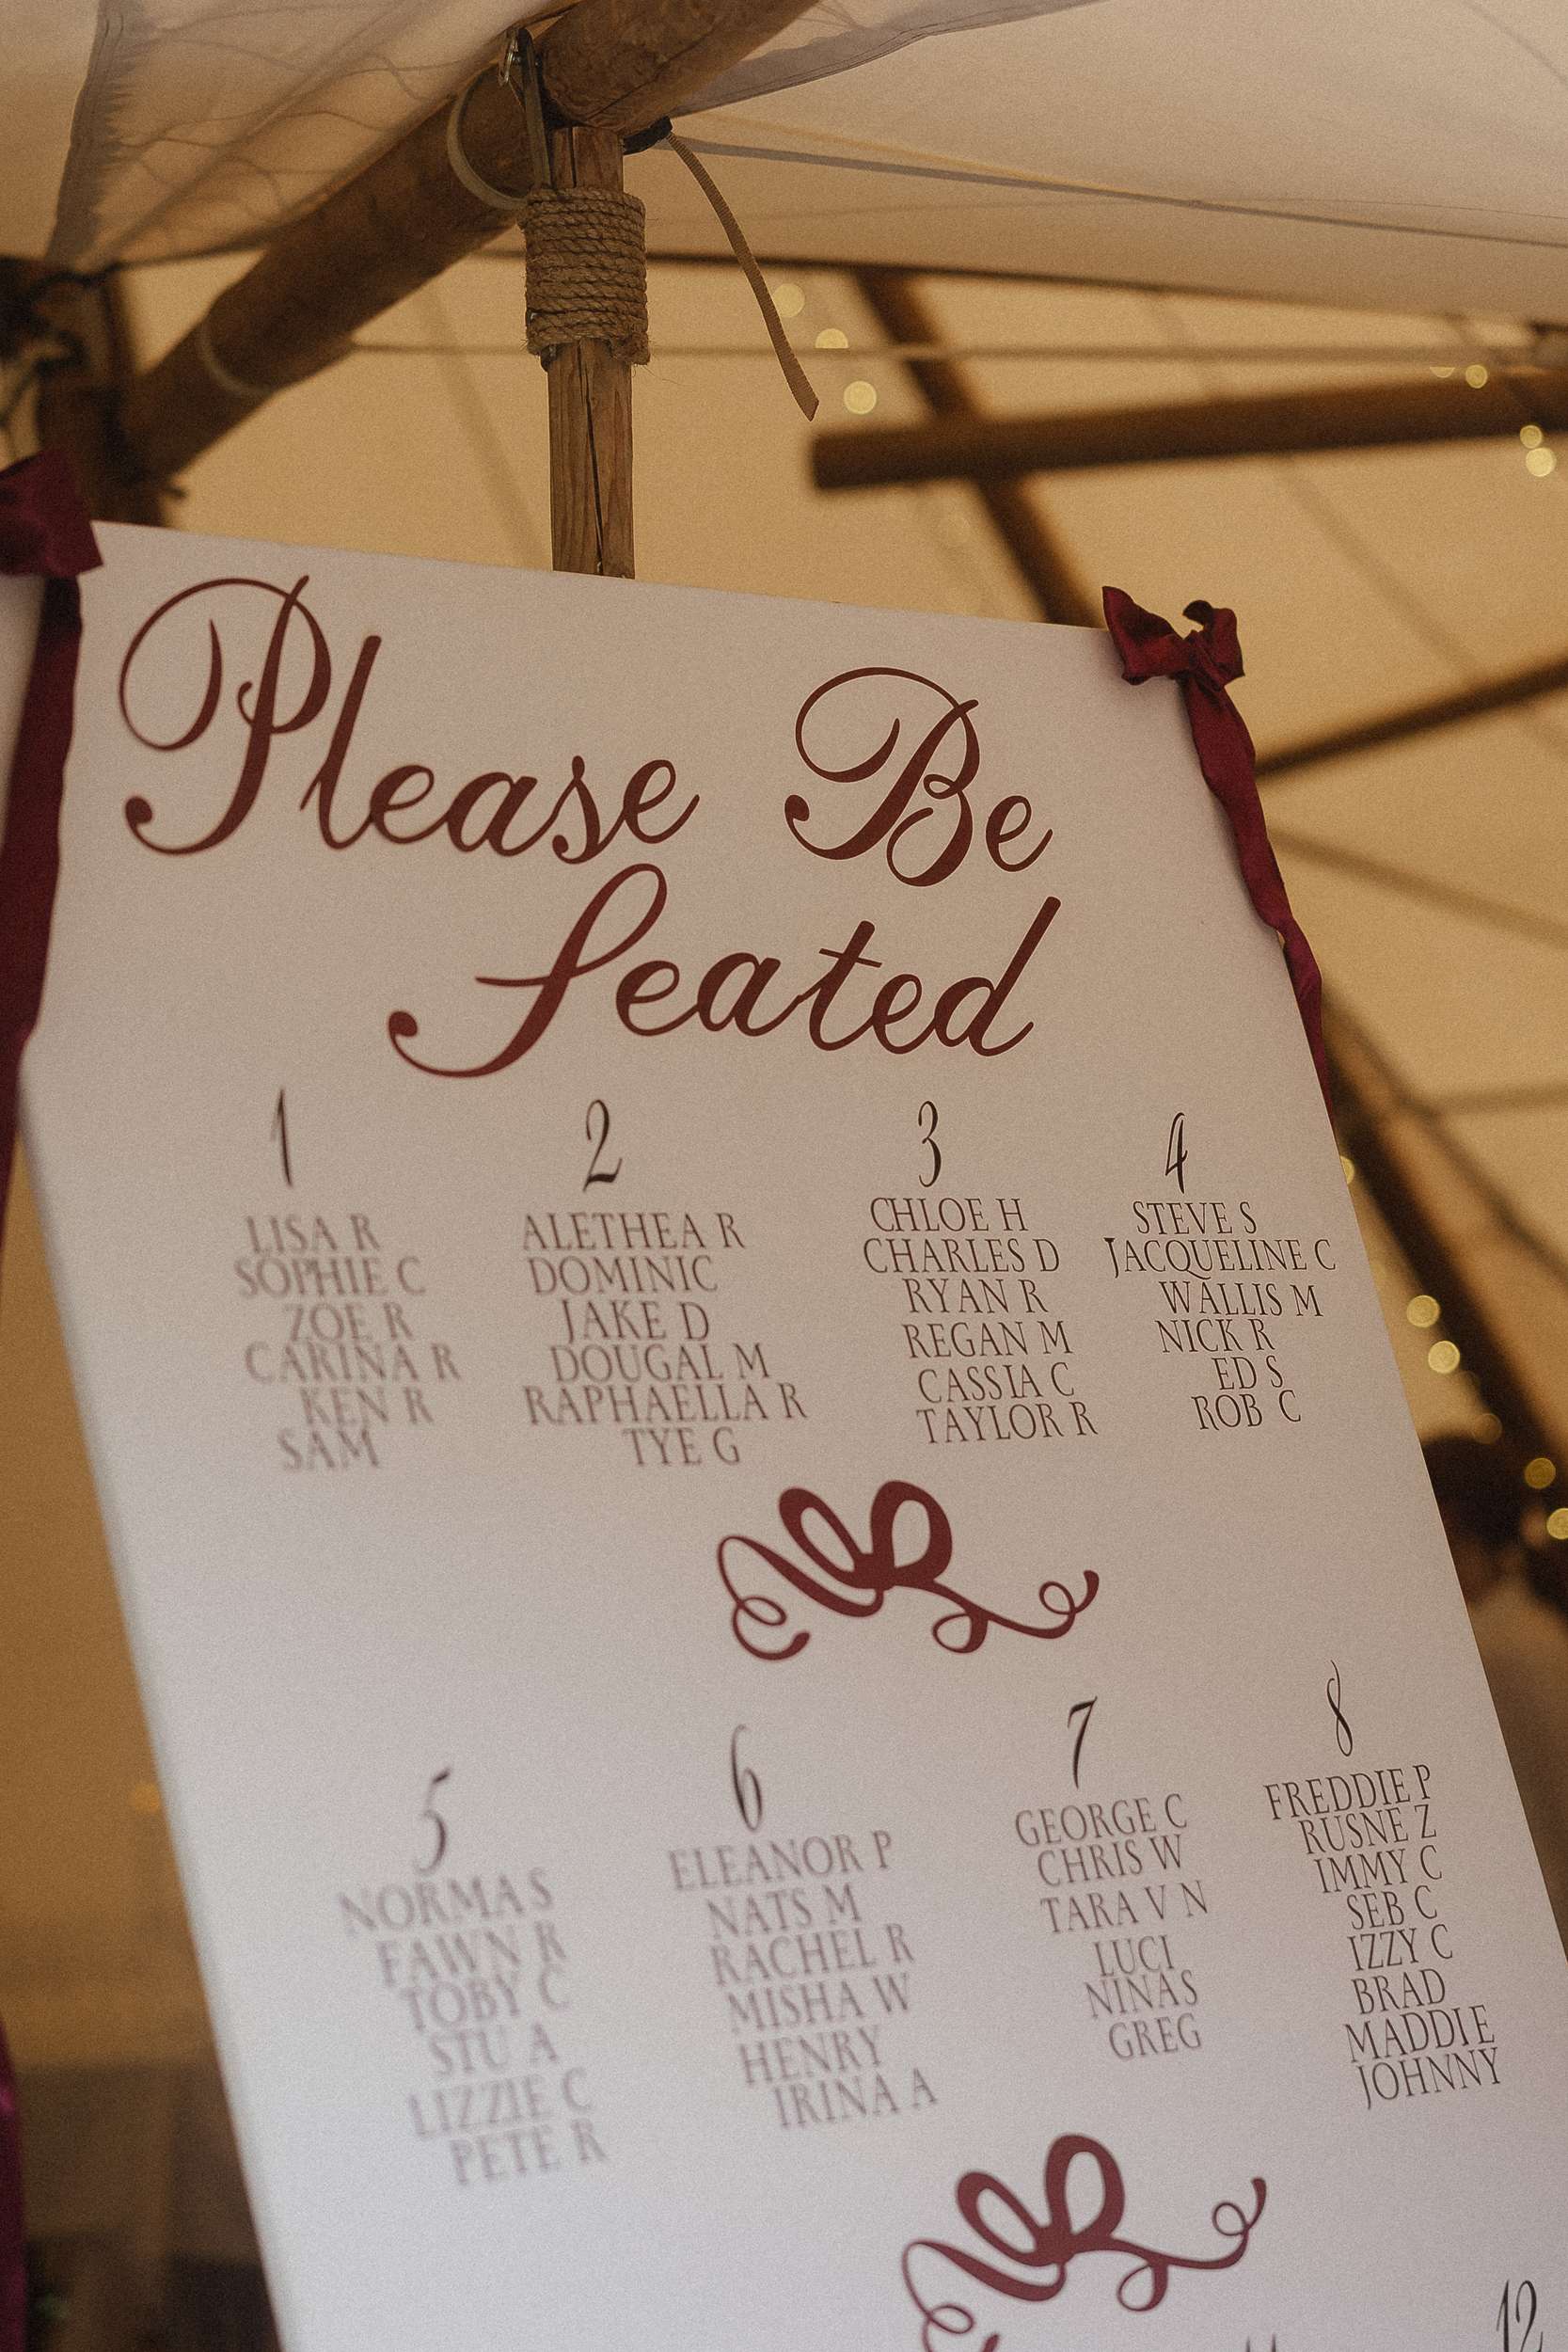 Please Be
Seated
1
LISA R
SOPHIE C
ZOE R
CARINA R
KEN R
SAM
2
ALETHEA R
DOMINIC
JAKE D
DOUGAL M
RAPHAELLA R
TYE G
3
CHLOE H
CHARLES D
RYAN R
REGAN M
CASSIA C
TAYLOR R
4
STEVE S
JACQUELINE C
WALLIS M
NICK R
ED S
ROB C
5
NORMA S
FAWN R
TOBY C
STU A
LIZZIE C
PETE R
6
ELEANOR P
NATS M
RACHEL R
MISHA W
HENRY
IRINA A
7
GEORGE C
CHRIS W
TARA V N
LUCI
NINA S
GREG
8
FREDDIE P
RUSNE Z
IMMY C
SEB C
IZZY C
BRAD
MADDIE
JOHNNY
12